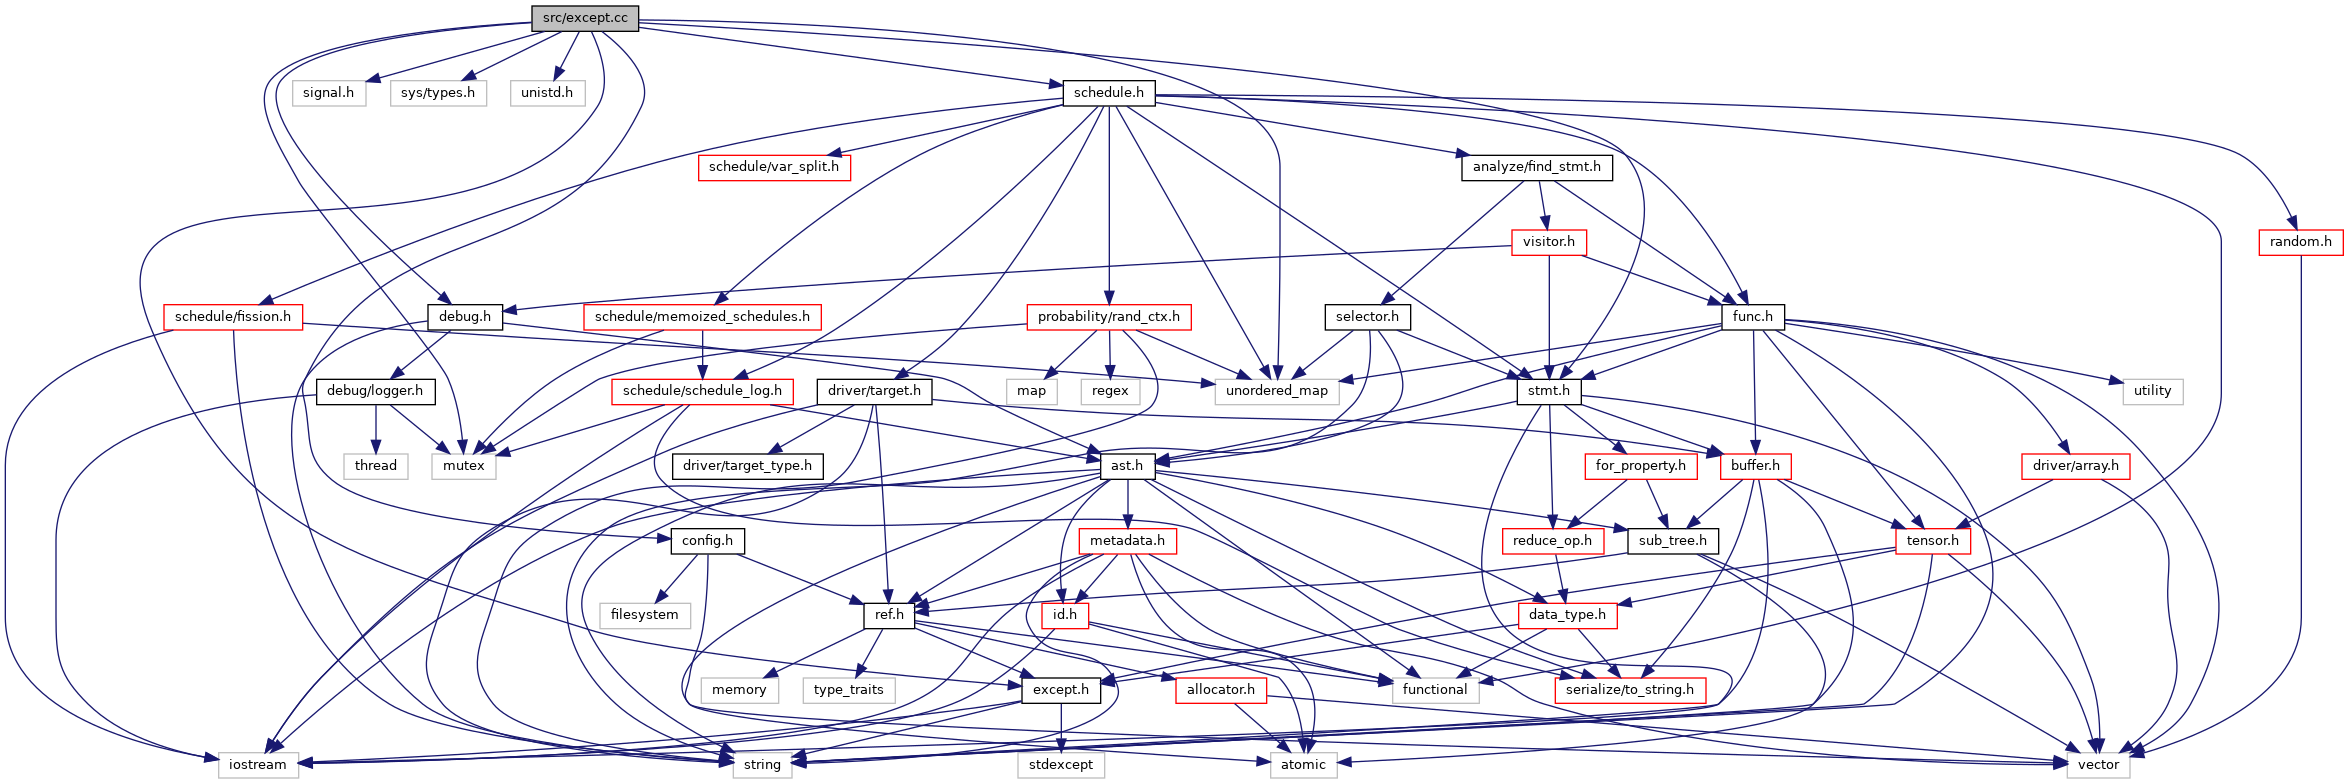 src/except.cc
signal.h
sys/types.h
unistd.h
schedule.h
schedule/var_split.h
analyze/find_stmt.h
visitor.h
random.h
schedule/fission.h
debug.h
schedule/memoized_schedules.h
probability/rand_ctx.h
selector.h
func.h
debug/logger.h
schedule/schedule_log.h
driver/target.h
map
regex
unordered_map
stmt.h
utility
thread
mutex
driver/target_type.h
ast.h
for_property.h
buffer.h
driver/array.h
config.h
metadata.h
reduce_op.h
sub_tree.h
tensor.h
filesystem
ref.h
id.h
data_type.h
memory
type_traits
except.h
allocator.h
functional
serialize/to_string.h
iostream
string
stdexcept
atomic
vector